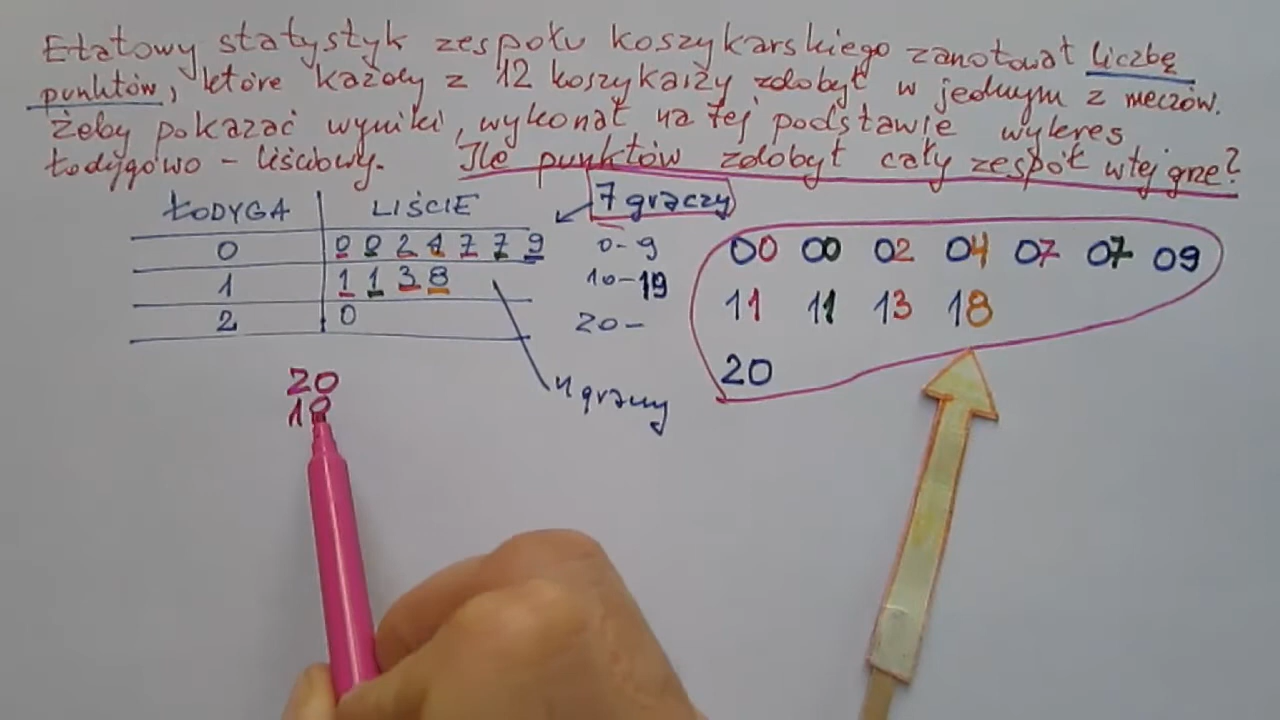 Etatowy statystyk zespołu koszykarskiego zanotował liczbę
punktów, które każdy z 12 koszykarzy zdobył w jednym z meczów.
Żeby pokazać wyniki, wykonał na tej podstawie wykres
łodygowo-liściowy. Ile punktów zdobył cały zespół w tej grze?
ŁODYGA LIŚCIE 7 graczy
0 0 0 2 4 7 7 9 0-9 00 00 02 04 07 07 09
1 1 1 3 8 10-19 11 11 13 18
2 0 20- 20
20 4 graczy
10